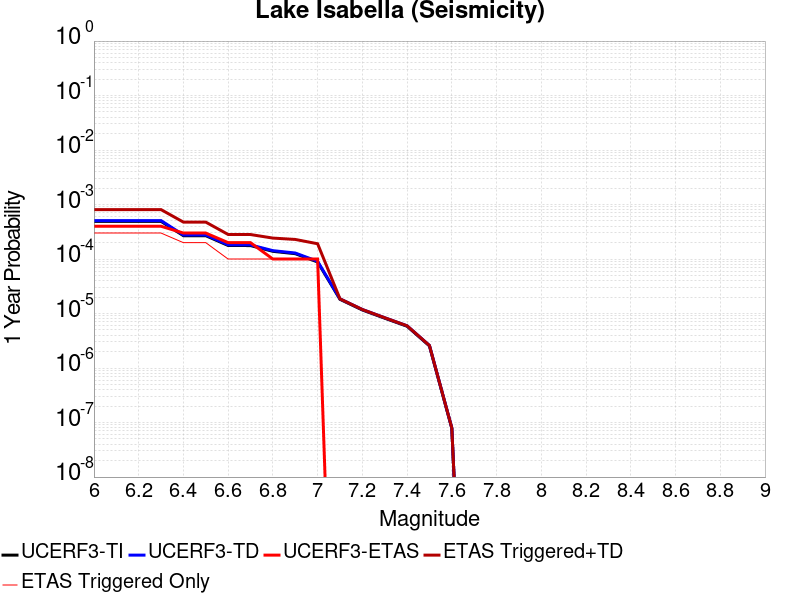 Lake Isabella (Seismicity)
10^0
10^-1
10^-2
10^-3
10^-4
10^-5
10^-6
10^-7
10^-8
1 Year Probability
6 6.2 6.4 6.6 6.8 7 7.2 7.4 7.6 7.8 8 8.2 8.4 8.6 8.8 9
Magnitude
UCERF3-TI UCERF3-TD UCERF3-ETAS ETAS Triggered+TD
ETAS Triggered Only